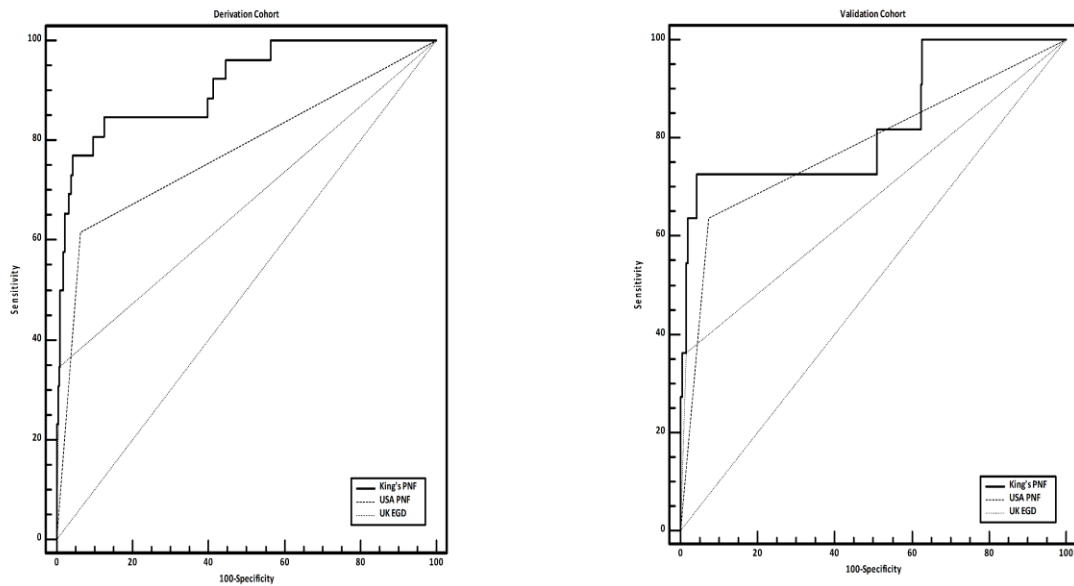 Derivation Cohort
100
80
60
40
20
0
Sensitivity
0 20 40 60 80 100
100-Specificity
King's PNF
USA PNF
UK EGD
Validation Cohort
100
80
60
40
20
0
Sensitivity
0 20 40 60 80 100
100-Specificity
King's PNF
USA PNF
UK EGD